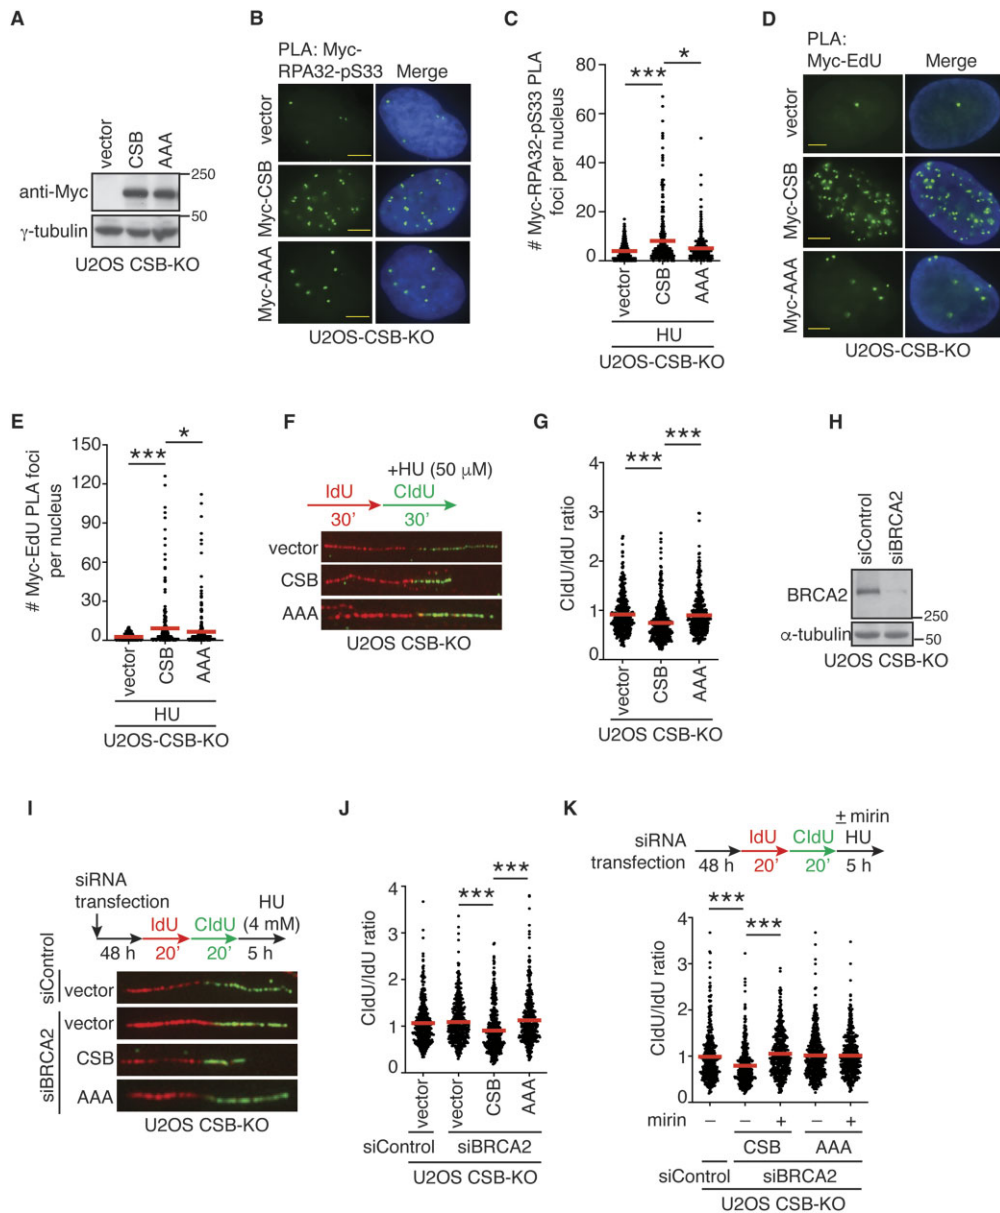 A
vector
CSB
AAA
250
anti-Myc
50
γ-tubulin
U2OS CSB-KO
B
PLA: Myc-
RPA32-pS33 Merge
vector
Myc-CSB
Myc-AAA
U2OS-CSB-KO
C
# Myc-RPA32-pS33 PLA
foci per nucleus
80
60
40
20
0
***
*
vector
CSB
AAA
HU
U2OS-CSB-KO
D
PLA:
Myc-EdU Merge
vector
Myc-CSB
Myc-AAA
U2OS-CSB-KO
E
# Myc-EdU PLA foci
per nucleus
150
120
90
60
30
0
***
*
vector
CSB
AAA
HU
U2OS-CSB-KO
F
+HU (50 μM)
IdU CldU
30' 30'
vector
CSB
AAA
U2OS CSB-KO
G
CldU/IdU ratio
4
3
2
1
0
***
***
vector
CSB
AAA
U2OS CSB-KO
H
siControl
siBRCA2
BRCA2
250
α-tubulin
50
U2OS CSB-KO
I
siRNA
transfection
HU
IdU CldU (4 mM)
48 h 20' 20' 5 h
siControl
vector
siBRCA2
vector
CSB
AAA
U2OS CSB-KO
J
CldU/IdU ratio
4
3
2
1
0
***
***
vector
vector
CSB
AAA
siControl siBRCA2
U2OS CSB-KO
K
± mirin
siRNA IdU CldU HU
transfection 48 h 20' 20' 5 h
CldU/IdU ratio
4
3
2
1
0
***
***
mirin − − + − +
CSB AAA
siControl siBRCA2
U2OS CSB-KO